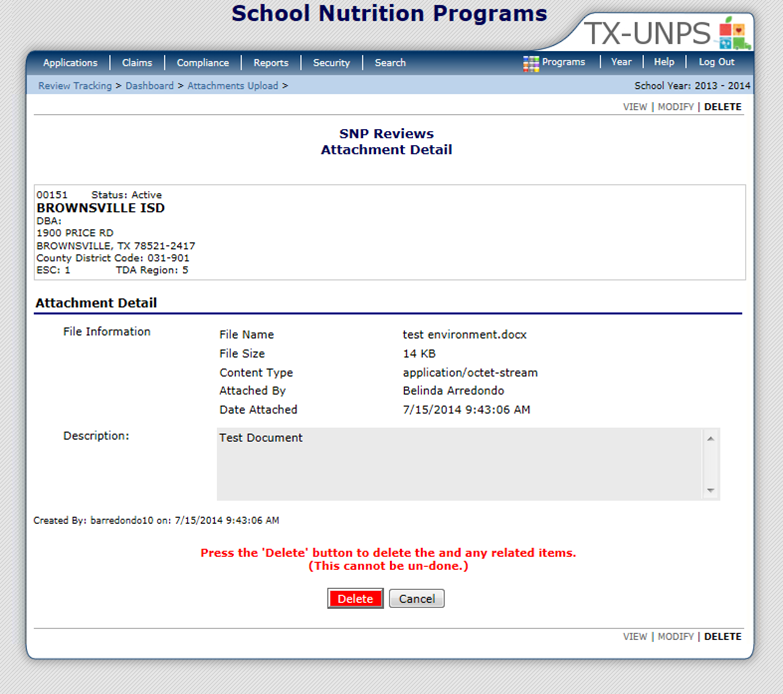 School Nutrition Programs
TX-UNPS
Applications | Claims | Compliance | Reports | Security | Search Programs | Year | Help | Log Out
Review Tracking > Dashboard > Attachments Upload > School Year: 2013 - 2014
VIEW | MODIFY | DELETE
SNP Reviews
Attachment Detail
00151 Status: Active
BROWNSVILLE ISD
DBA:
1900 PRICE RD
BROWNSVILLE, TX 78521-2417
County District Code: 031-901
ESC: 1 TDA Region: 5
Attachment Detail
File Information File Name test environment.docx
File Size 14 KB
Content Type application/octet-stream
Attached By Belinda Arredondo
Date Attached 7/15/2014 9:43:06 AM
Description: Test Document
Created By: barredondo10 on: 7/15/2014 9:43:06 AM
Press the 'Delete' button to delete the and any related items.
(This cannot be un-done.)
Delete Cancel
VIEW | MODIFY | DELETE